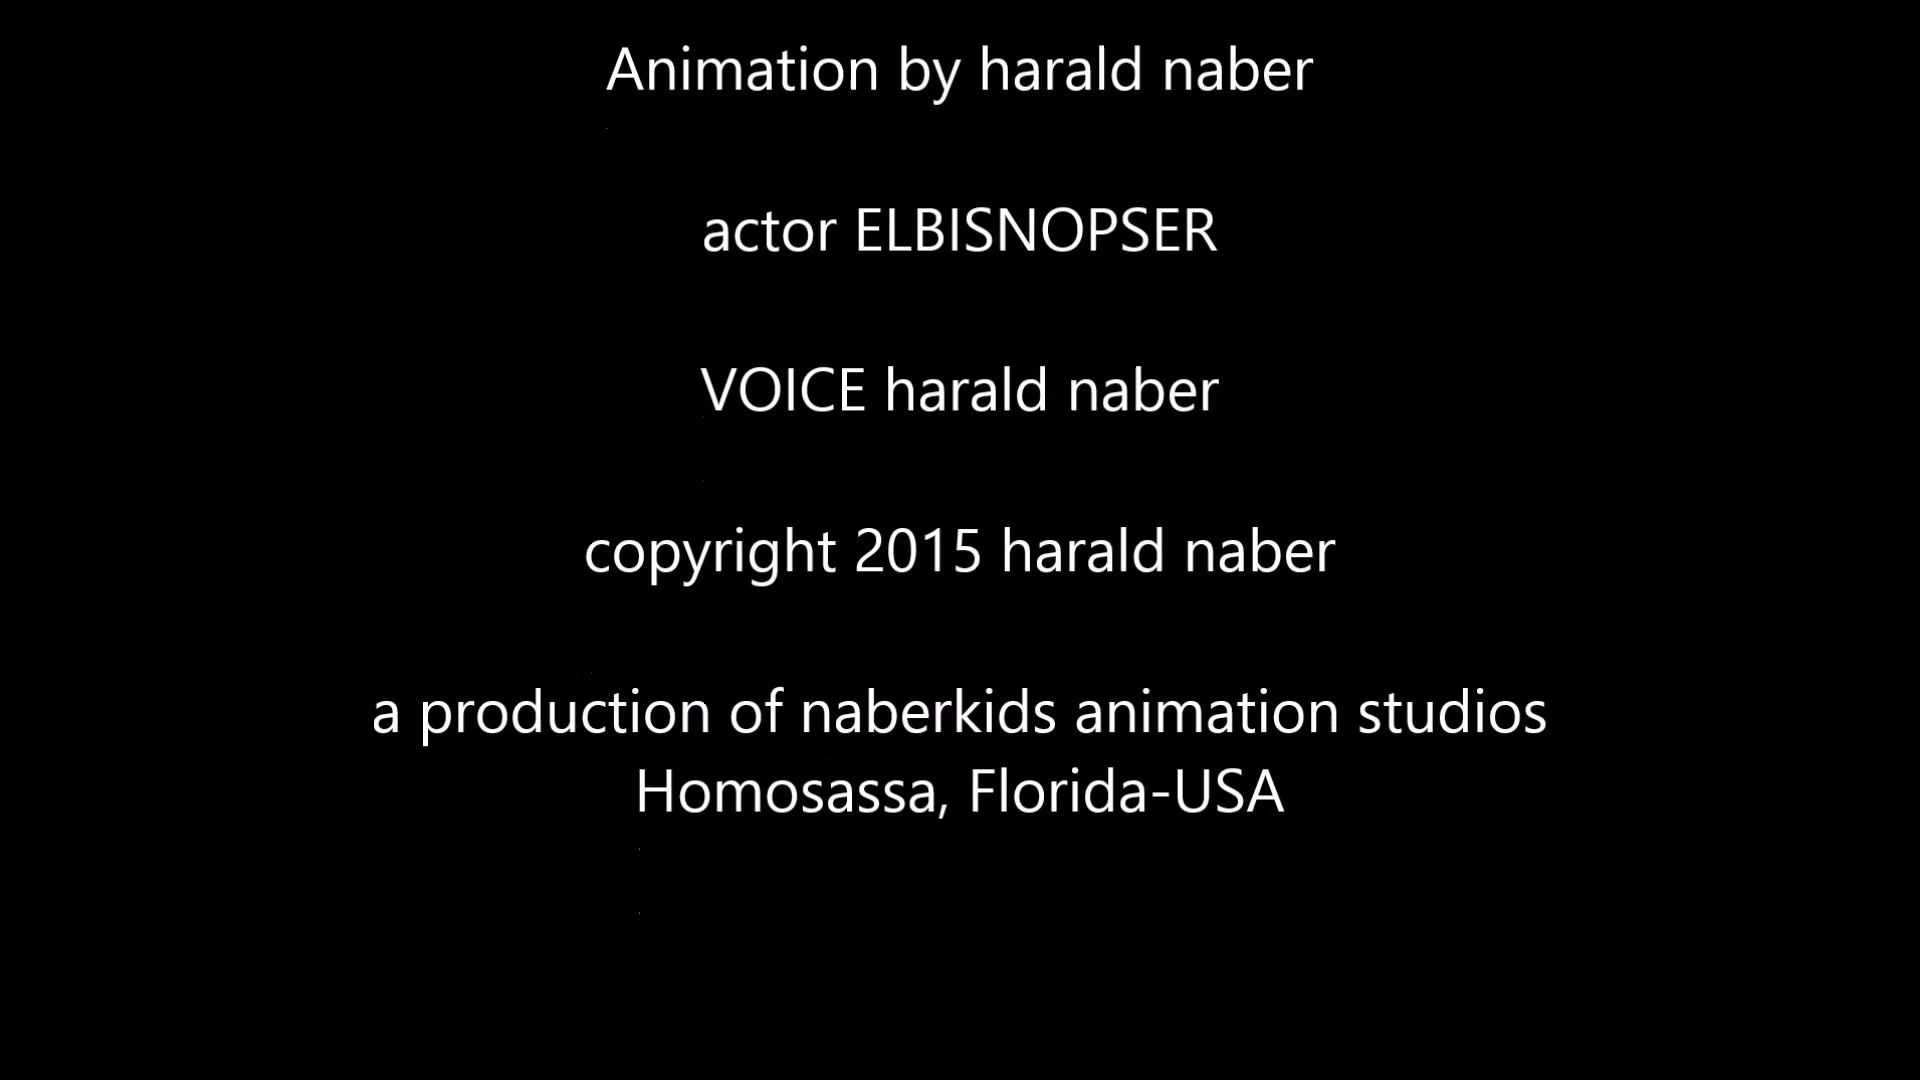 Animation by harald naber
actor ELBISNOPSER
VOICE harald naber
copyright 2015 harald naber
a production of naberkids animation studios
Homosassa, Florida-USA